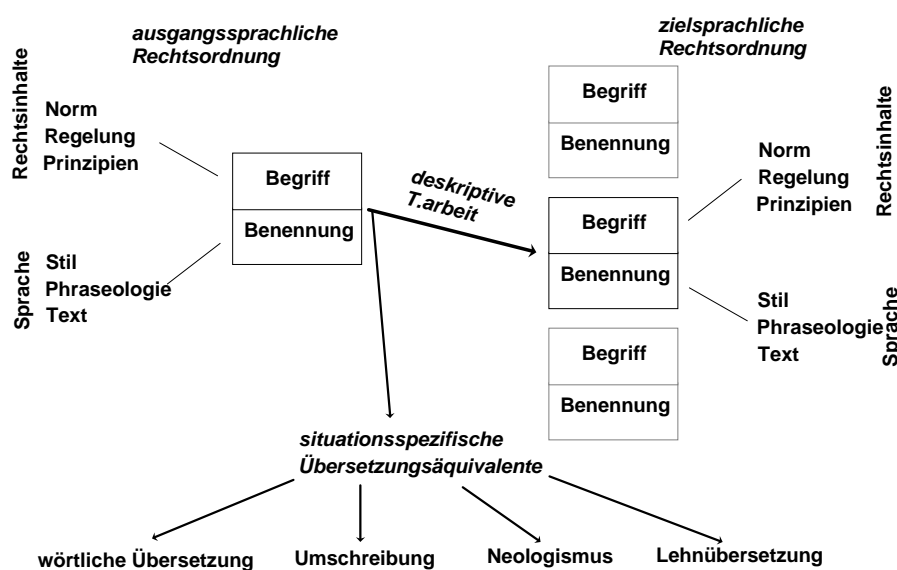 ausgangssprachliche
Rechtsordnung
Rechtsinhalte
Norm
Regelung
Prinzipien
Begriff
Benennung
Sprache
Stil
Phraseologie
Text
deskriptive
T.arbeit
zielsprachliche
Rechtsordnung
Begriff
Benennung
Begriff
Benennung
Begriff
Benennung
Norm
Regelung
Prinzipien
Rechtsinhalte
Stil
Phraseologie
Text
Sprache
situationsspezifische
Übersetzungsäquivalente
wörtliche Übersetzung
Umschreibung
Neologismus
Lehnübersetzung